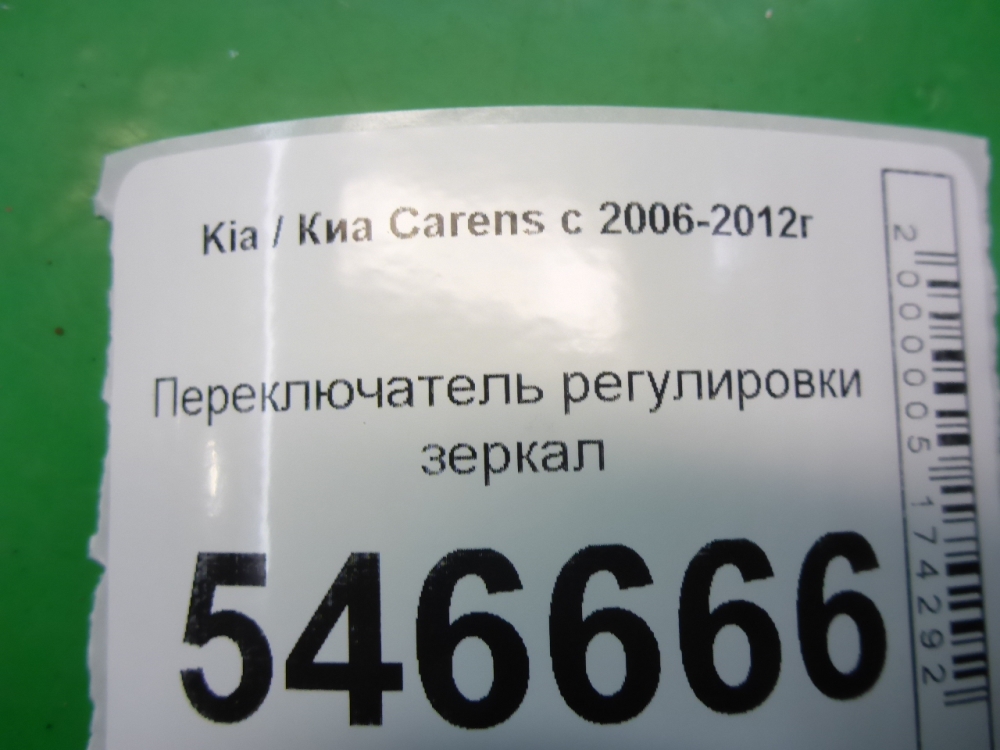 Kia / Киа Carens с 2006-2012г
Переключатель регулировки
зеркал
546666
2000005174292